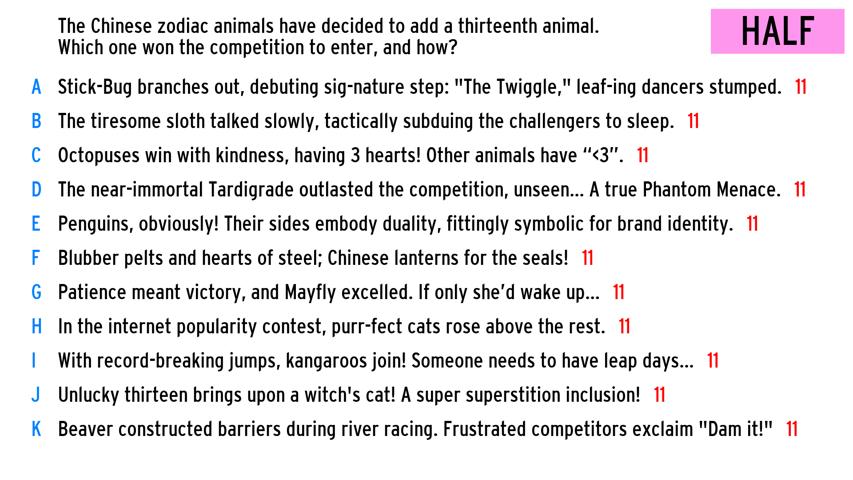 The Chinese zodiac animals have decided to add a thirteenth animal.
Which one won the competition to enter, and how?
HALF
A Stick-Bug branches out, debuting sig-nature step: "The Twiggle," leaf-ing dancers stumped. 11
B The tiresome sloth talked slowly, tactically subduing the challengers to sleep. 11
C Octopuses win with kindness, having 3 hearts! Other animals have “<3”. 11
D The near-immortal Tardigrade outlasted the competition, unseen... A true Phantom Menace. 11
E Penguins, obviously! Their sides embody duality, fittingly symbolic for brand identity. 11
F Blubber pelts and hearts of steel; Chinese lanterns for the seals! 11
G Patience meant victory, and Mayfly excelled. If only she’d wake up... 11
H In the internet popularity contest, purr-fect cats rose above the rest. 11
I With record-breaking jumps, kangaroos join! Someone needs to have leap days... 11
J Unlucky thirteen brings upon a witch's cat! A super superstition inclusion! 11
K Beaver constructed barriers during river racing. Frustrated competitors exclaim "Dam it!" 11